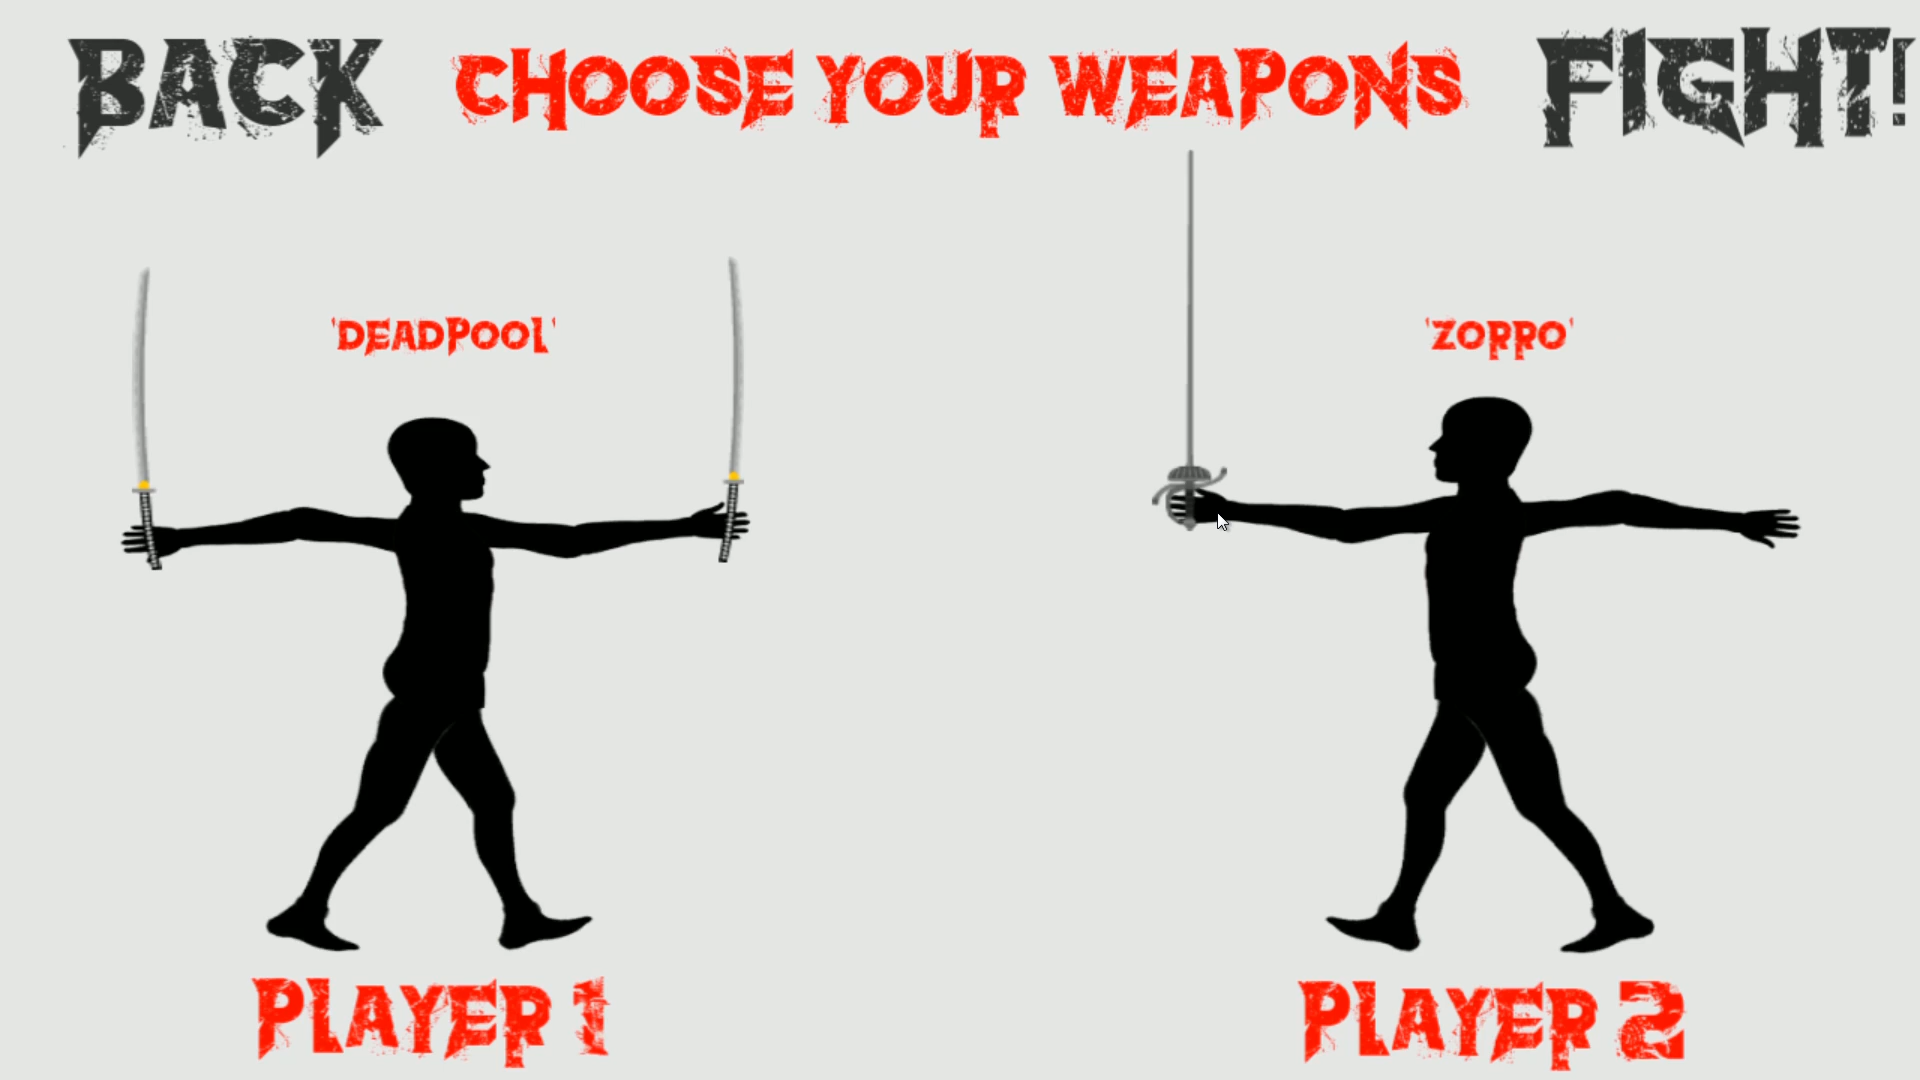 BACK
CHOOSE YOUR WEAPONS
FIGHT!
'DEADPOOL'
'ZORRO'
PLAYER 1
PLAYER 2